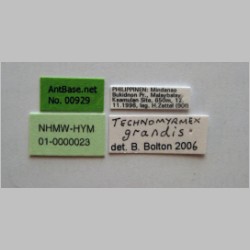 AntBase.net
No. 00929
PHILIPPINEN: Mindanao
Bukidnon Pr., Malaybalay
Kaamulan Site, 650m, 12.
11.1996, leg. H.Zettel
NHMW-HYM
01-0000023
TECHNOMYRMEX
grandis
det. B. Bolton 2006